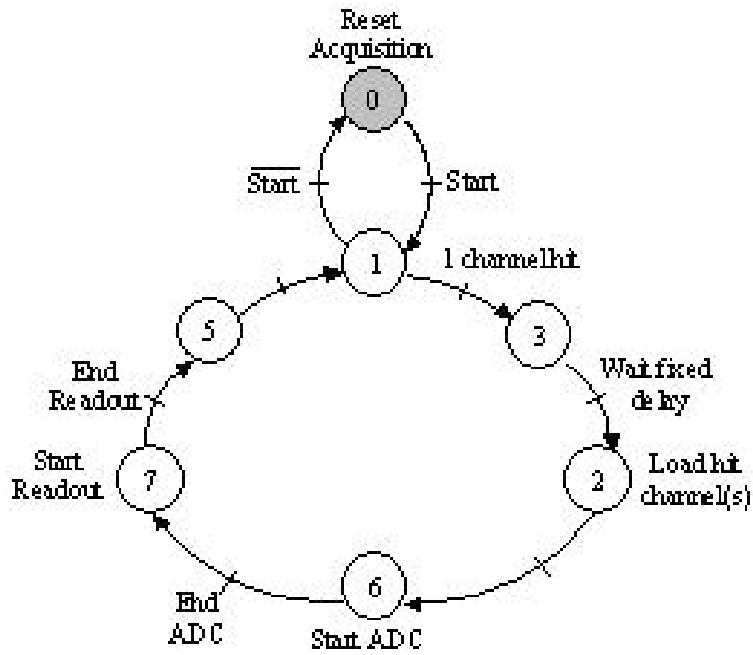 Reset
Acquisition
0
Start
Start
1
1 channel hit
5
3
End
Readout
Wait fixed
delay
Start
Readout
7
2
Load hit
channel(s)
6
End
ADC
Start ADC